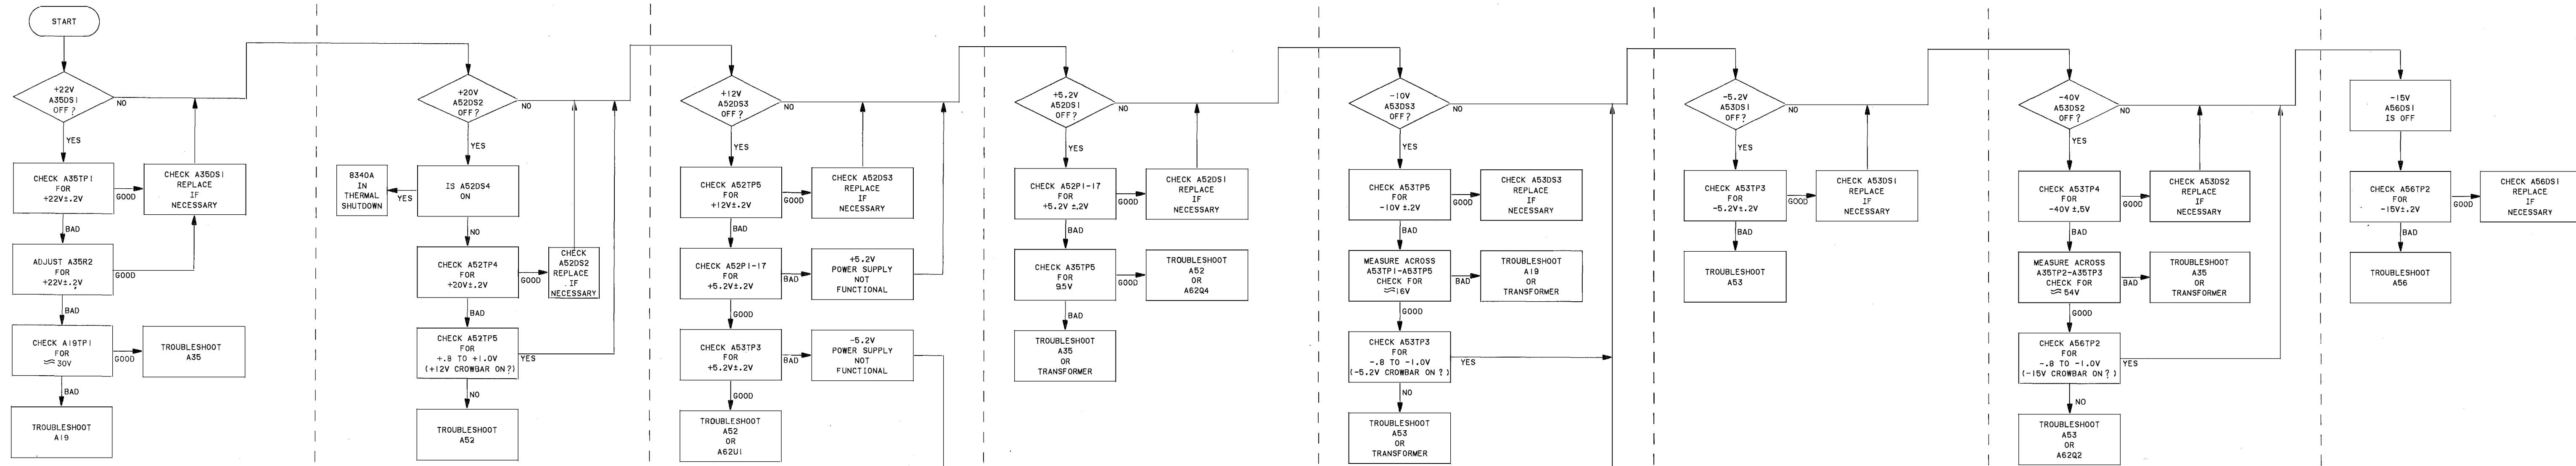 START
+22V
A35DS1
OFF?
NO
YES
CHECK A35TP1
FOR
+22V±.2V
GOOD
CHECK A35DS1
REPLACE
IF
NECESSARY
BAD
ADJUST A35R2
FOR
+22V±.2V
GOOD
BAD
CHECK A19TP1
FOR
≈30V
GOOD
TROUBLESHOOT
A35
BAD
TROUBLESHOOT
A19
+20V
A52DS2
OFF?
NO
YES
8340A
IN
THERMAL
SHUTDOWN
YES
IS A52DS4
ON
NO
CHECK A52TP4
FOR
+20V±.2V
GOOD
CHECK
A52DS2
REPLACE
IF
NECESSARY
BAD
CHECK A52TP5
FOR
+.8 TO +1.0V
(+12V CROWBAR ON?)
YES
NO
TROUBLESHOOT
A52
+12V
A52DS3
OFF?
NO
YES
CHECK A52TP5
FOR
+12V±.2V
GOOD
CHECK A52DS3
REPLACE
IF
NECESSARY
BAD
CHECK A52P1-17
FOR
+5.2V±.2V
BAD
+5.2V
POWER SUPPLY
NOT
FUNCTIONAL
GOOD
CHECK A53TP3
FOR
+5.2V±.2V
BAD
-5.2V
POWER SUPPLY
NOT
FUNCTIONAL
GOOD
TROUBLESHOOT
A52
OR
A62U1
+5.2V
A52DS1
OFF?
NO
YES
CHECK A52P1-17
FOR
+5.2V ±.2V
GOOD
CHECK A52DS1
REPLACE
IF
NECESSARY
BAD
CHECK A35TP5
FOR
9.5V
GOOD
TROUBLESHOOT
A52
OR
A62Q4
BAD
TROUBLESHOOT
A35
OR
TRANSFORMER
-10V
A53DS3
OFF?
NO
YES
CHECK A53TP5
FOR
-10V ±.2V
GOOD
CHECK A53DS3
REPLACE
IF
NECESSARY
BAD
MEASURE ACROSS
A53TP1-A53TP5
CHECK FOR
≈16V
BAD
TROUBLESHOOT
A19
OR
TRANSFORMER
GOOD
CHECK A53TP3
FOR
-.8 TO -1.0V
(-5.2V CROWBAR ON?)
YES
NO
TROUBLESHOOT
A53
OR
TRANSFORMER
-5.2V
A53DS1
OFF?
NO
YES
CHECK A53TP3
FOR
-5.2V±.2V
GOOD
CHECK A53DS1
REPLACE
IF
NECESSARY
BAD
TROUBLESHOOT
A53
-40V
A53DS2
OFF?
NO
YES
CHECK A53TP4
FOR
-40V ±.5V
GOOD
CHECK A53DS2
REPLACE
IF
NECESSARY
BAD
MEASURE ACROSS
A35TP2-A35TP3
CHECK FOR
≈54V
BAD
TROUBLESHOOT
A35
OR
TRANSFORMER
GOOD
CHECK A56TP2
FOR
-.8 TO -1.0V
(-15V CROWBAR ON?)
YES
NO
TROUBLESHOOT
A53
OR
A62Q2
-15V
A56DS1
IS OFF
CHECK A56TP2
FOR
-15V±.2V
GOOD
CHECK A56DS1
REPLACE
IF
NECESSARY
BAD
TROUBLESHOOT
A56